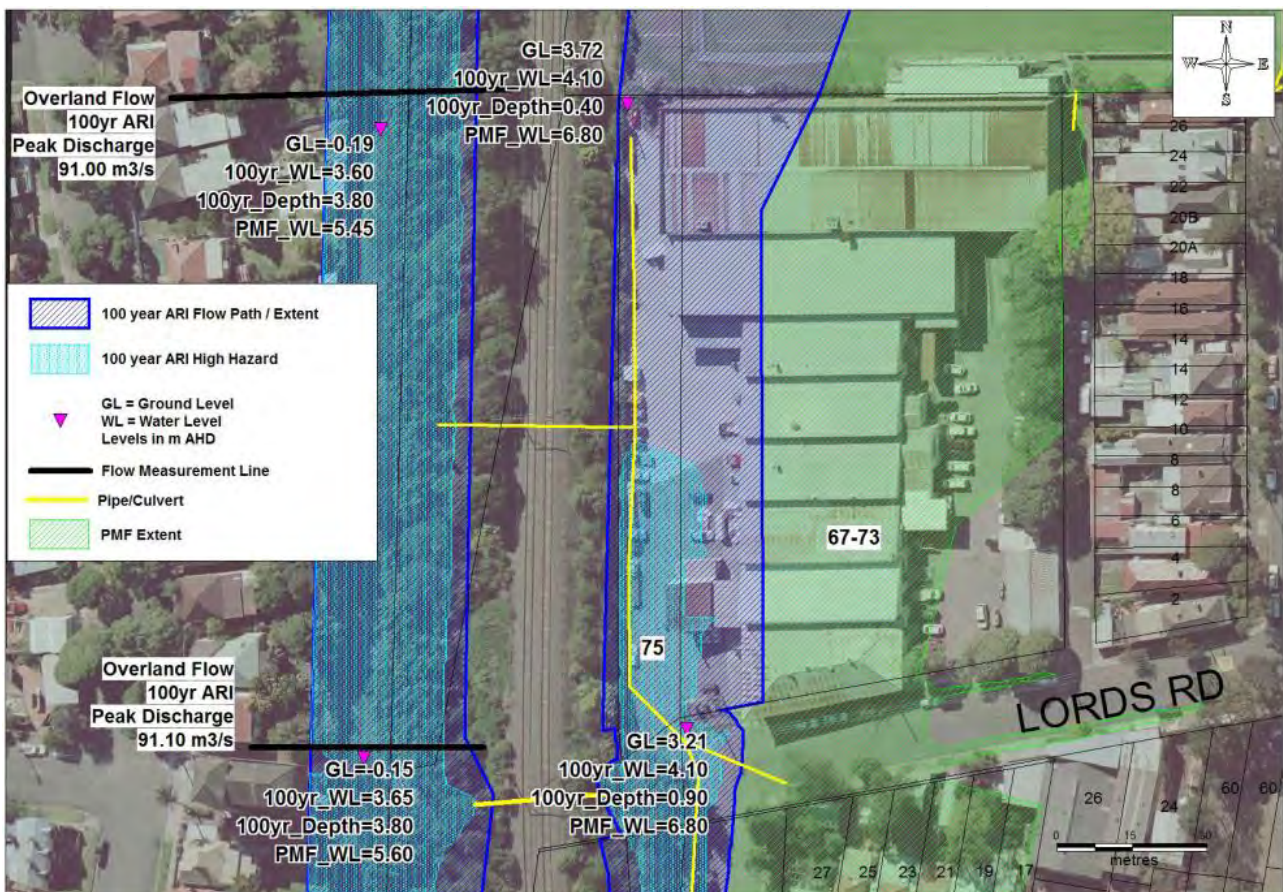 N
W E
S
Overland Flow
100yr ARI
Peak Discharge
91.00 m3/s
GL=-0.19
100yr_WL=3.60
100yr_Depth=3.80
PMF_WL=5.45
GL=3.72
100yr_WL=4.10
100yr_Depth=0.40
PMF_WL=6.80
100 year ARI Flow Path / Extent
100 year ARI High Hazard
GL = Ground Level
WL = Water Level
Levels in m AHD
Flow Measurement Line
Pipe/Culvert
PMF Extent
26
24
22
20B
20A
18
16
14
14
12
10
8
8
6
4
2
67-73
75
LORDS RD
Overland Flow
100yr ARI
Peak Discharge
91.10 m3/s
GL=-0.15
100yr_WL=3.65
100yr_Depth=3.80
PMF_WL=5.60
GL=3.21
100yr_WL=4.10
100yr_Depth=0.90
PMF_WL=6.80
27
25
23
21
19
17
26
24
60
60
0 15 30
metres